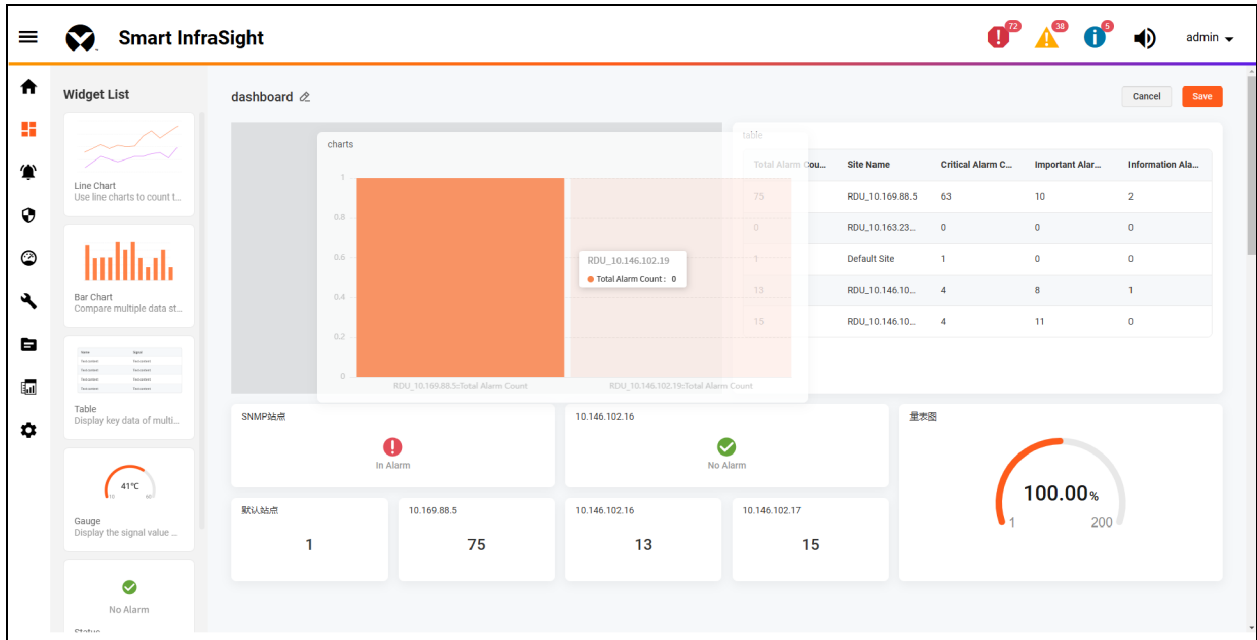 Smart InfraSight
72
38
5
admin
Widget List
dashboard
Cancel
Save
Line Chart
Use line charts to count t...
Bar Chart
Compare multiple data st...
Name Signal
Table
Display key data of multi...
41℃
10 60
Gauge
Display the signal value ...
No Alarm
Status
charts
1
0.8
0.6
0.4
0.2
0
RDU_10.146.102.19
Total Alarm Count : 0
RDU_10.169.88.5:Total Alarm Count
RDU_10.146.102.19:Total Alarm Count
table
Total Alarm Cou... Site Name Critical Alarm C... Important Alar... Information Ala...
75 RDU_10.169.88.5 63 10 2
0 RDU_10.163.23... 0 0 0
1 Default Site 1 0 0
13 RDU_10.146.10... 4 8 1
15 RDU_10.146.10... 4 11 0
SNMP站点
In Alarm
10.146.102.16
No Alarm
量表图
100.00%
1 200
默认站点
1
10.169.88.5
75
10.146.102.16
13
10.146.102.17
15